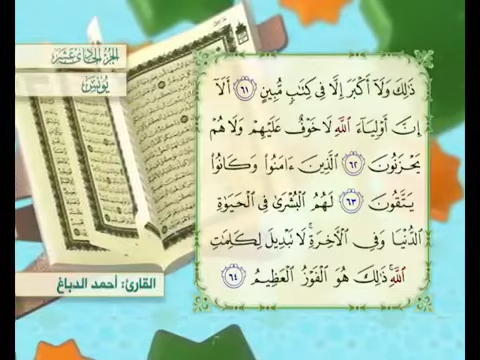 الجزء الحادي عشر
يونس
ذَٰلِكَ وَلَآ أَكْبَرَ إِلَّا فِى كِتَٰبٍ مُّبِينٍ ٦١ أَلَآ
إِنَّ أَوْلِيَآءَ ٱللَّهِ لَا خَوْفٌ عَلَيْهِمْ وَلَا هُمْ
يَحْزَنُونَ ٦٢ ٱلَّذِينَ ءَامَنُوا۟ وَكَانُوا۟
يَتَّقُونَ ٦٣ لَهُمُ ٱلْبُشْرَىٰ فِى ٱلْحَيَوٰةِ
ٱلدُّنْيَا وَفِى ٱلْءَاخِرَةِ ۚ لَا تَبْدِيلَ لِكَلِمَٰتِ
ٱللَّهِ ۚ ذَٰلِكَ هُوَ ٱلْفَوْزُ ٱلْعَظِيمُ ٦٤
القارئ: أحمد الدباغ